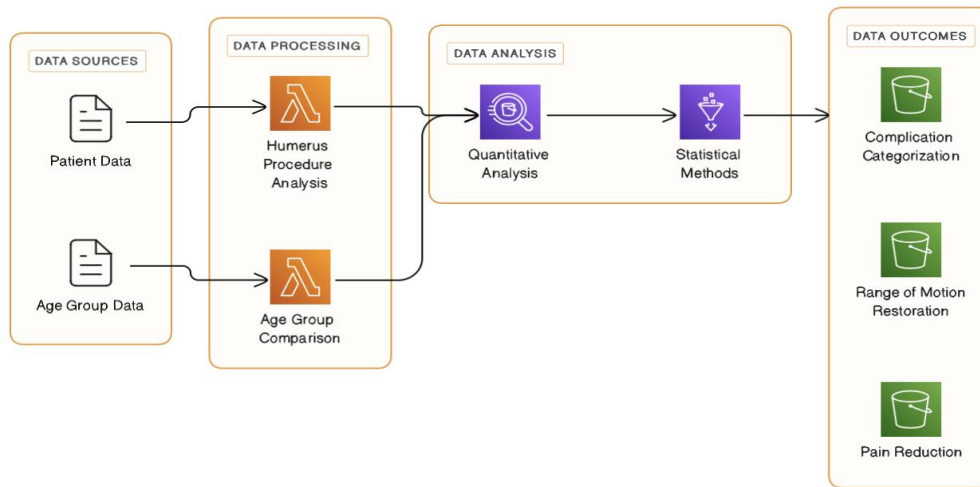 DATA SOURCES
Patient Data
Age Group Data
DATA PROCESSING
Humerus
Procedure
Analysis
Age Group
Comparison
DATA ANALYSIS
Quantitative
Analysis
Statistical
Methods
DATA OUTCOMES
Complication
Categorization
Range of Motion
Restoration
Pain Reduction